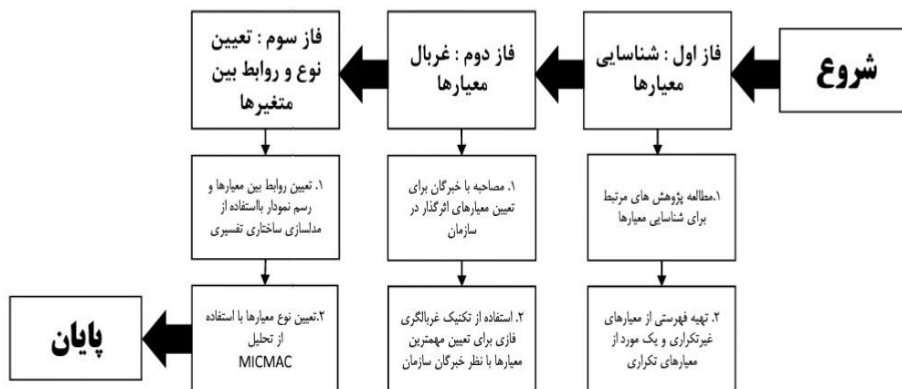 شروع
فاز اول : شناسایی
معیارها
فاز دوم : غربال
معیارها
فاز سوم : تعیین
نوع و روابط بین
متغیرها
۱.مطالعه پژوهش های مرتبط
برای شناسایی معیارها
۲. تهیه فهرستی از معیارهای
غیرتکراری و یک مورد از
معیارهای تکراری
۱. مصاحبه با خبرگان برای
تعیین معیارهای اثرگذار در
سازمان
۲. استفاده از تکنیک غربالگری
فازی برای تعیین مهمترین
معیارها با نظر خبرگان سازمان
۱. تعیین روابط بین معیارها و
رسم نمودار بااستفاده از
مدلسازی ساختاری تفسیری
۲.تعیین نوع معیارها با استفاده
از تحلیل
MICMAC
پایان